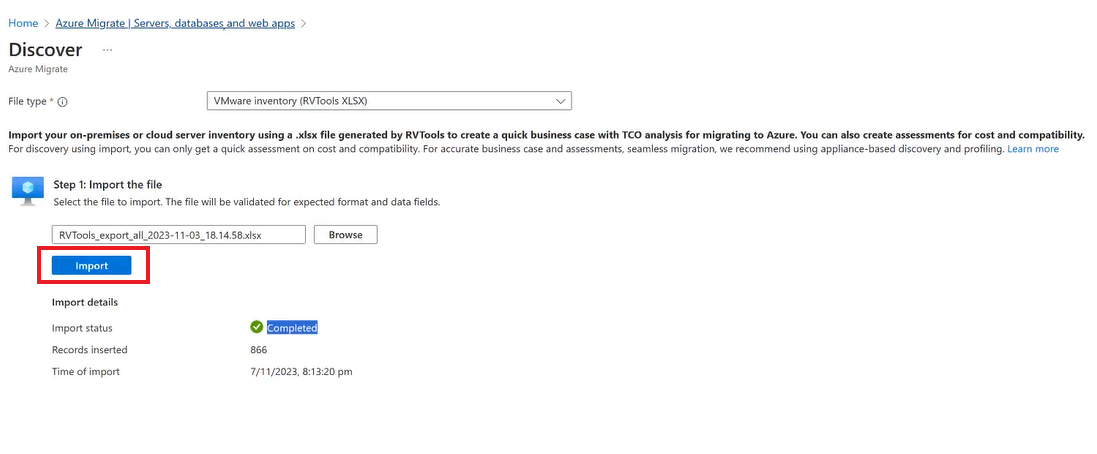 Home > Azure Migrate | Servers, databases and web apps >
Discover ...
Azure Migrate
File type * VMware inventory (RVTools XLSX)
Import your on-premises or cloud server inventory using a .xlsx file generated by RVTools to create a quick business case with TCO analysis for migrating to Azure. You can also create assessments for cost and compatibility.
For discovery using import, you can only get a quick assessment on cost and compatibility. For accurate business case and assessments, seamless migration, we recommend using appliance-based discovery and profiling. Learn more
Step 1: Import the file
Select the file to import. The file will be validated for expected format and data fields.
RVTools_export_all_2023-11-03_18.14.58.xlsx Browse
Import
Import details
Import status Completed
Records inserted 866
Time of import 7/11/2023, 8:13:20 pm